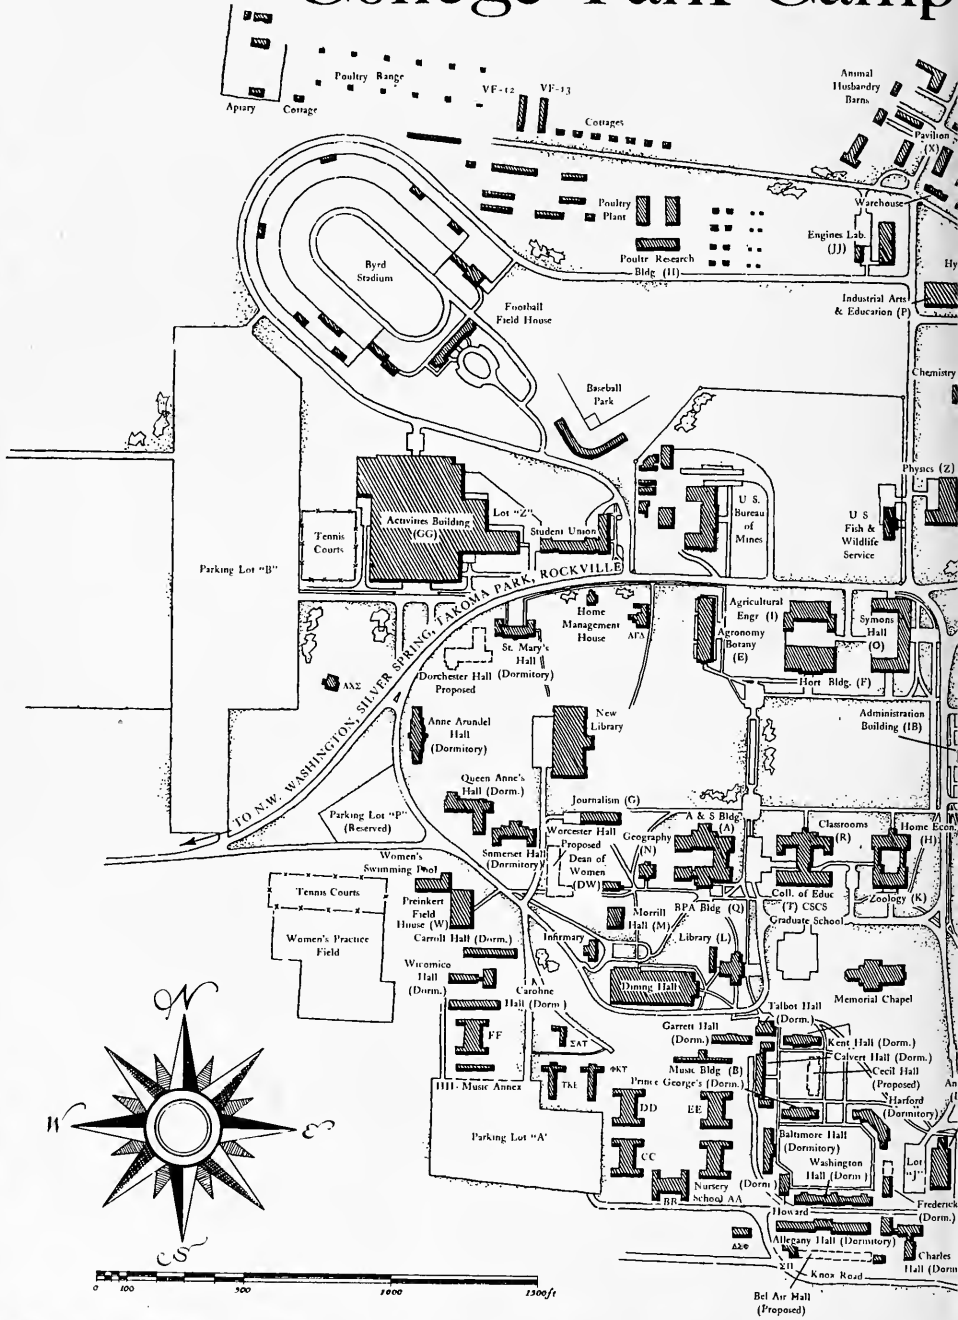 College Park Camp
Poultry Range
Apiary
Cottage
VF-12
VF-13
Cottages
Animal
Husbandry
Barns
Pavilion
(X)
Warehouse
Poultry
Plant
Poultr Research
Bldg (H)
Engines Lab.
(JJ)
Hy
Industrial Arts
& Education (P)
Byrd
Stadium
Football
Field House
Baseball
Park
Chemistry
Physics (Z)
Activities Building
(GG)
Lot "Z"
Student Union
Tennis
Courts
Parking Lot "B"
U S.
Bureau
of
Mines
U S
Fish &
Wildlife
Service
TO N.W. WASHINGTON, SILVER SPRING, TAKOMA PARK, ROCKVILLE
Home
Management
House
ΑΓΔ
St. Mary's
Hall
(Dormitory)
Dorchester Hall
Proposed
ΛΧΣ
Agricultural
Engr (I)
Agronomy
Botany
(E)
Symons
Hall
(O)
Hort Bldg. (F)
Anne Arundel
Hall
(Dormitory)
New
Library
Administration
Building (IB)
Queen Anne's
Hall (Dorm.)
Journalism (G)
Parking Lot "P"
(Reserved)
Somerset Hall
(Dormitory)
Worcester Hall
Proposed
Dean of
Women
(DW)
Geography
(N)
A & S Bldg.
(A)
Classrooms
(R)
Home Econ.
(H)
Women's
Swimming Pool
Tennis Courts
Preinkert
Field
House (W)
Women's Practice
Field
Coll. of Educ
(T) CSCS
Zoology (K)
Graduate School
Morrill
Hall (M)
BPA Bldg (Q)
Carroll Hall (Dorm.)
Infirmary
Library (L)
Wicomico
Hall
(Dorm.)
Caroline
Hall (Dorm.)
Dining Hall
Memorial Chapel
Talbot Hall
(Dorm.)
Garrett Hall
(Dorm.)
Kent Hall (Dorm.)
Calvert Hall (Dorm.)
Cecil Hall
(Proposed)
FF
ΣΑΤ
Music Bldg (B)
Prince George's (Dorm.)
Harford
(Dormitory)
HH-Music Annex
TKE
ΦΚΤ
DD
EE
CC
Parking Lot "A"
Baltimore Hall
(Dormitory)
Washington
Hall (Dorm)
Lot
"J"
Nursery
School AA
BB
(Dorm)
Howard
Frederick
(Dorm.)
ΔΣΦ
Allegany Hall (Dormitory)
Charles
Hall (Dorm
ΣΠ
Knox Road
Bel Air Hall
(Proposed)
N
W
E
S
0 100 500 1000 1500ft